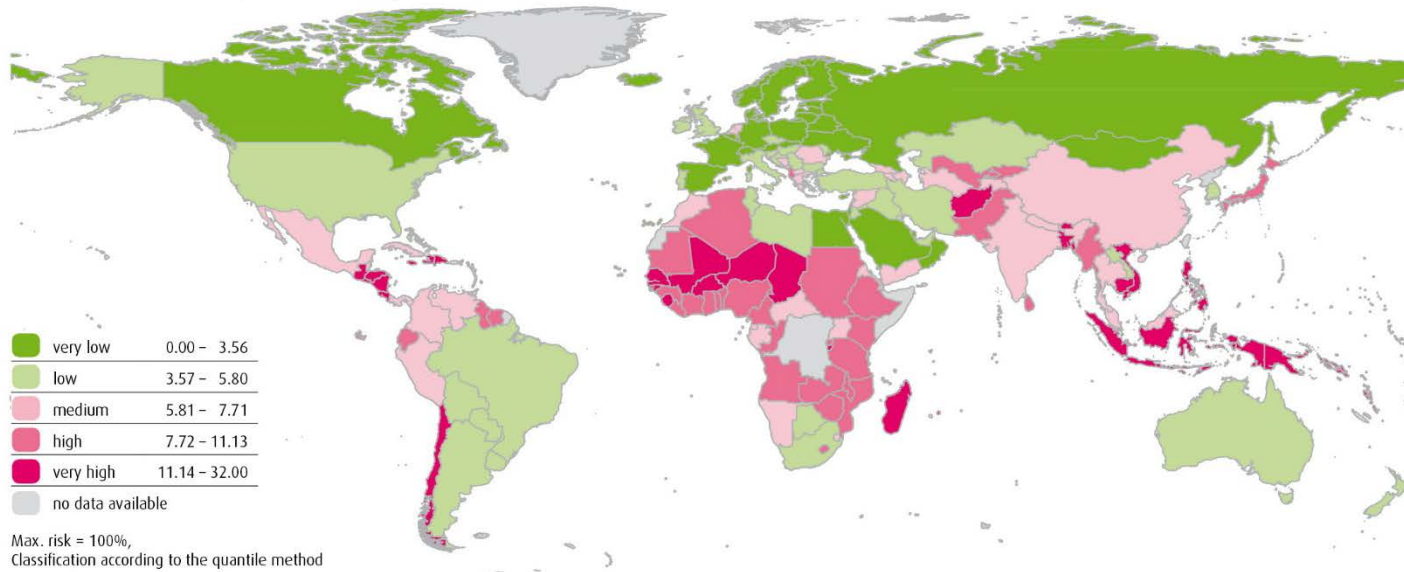 very low 0.00 – 3.56
low 3.57 – 5.80
medium 5.81 – 7.71
high 7.72 – 11.13
very high 11.14 – 32.00
no data available
Max. risk = 100%,
Classification according to the quantile method